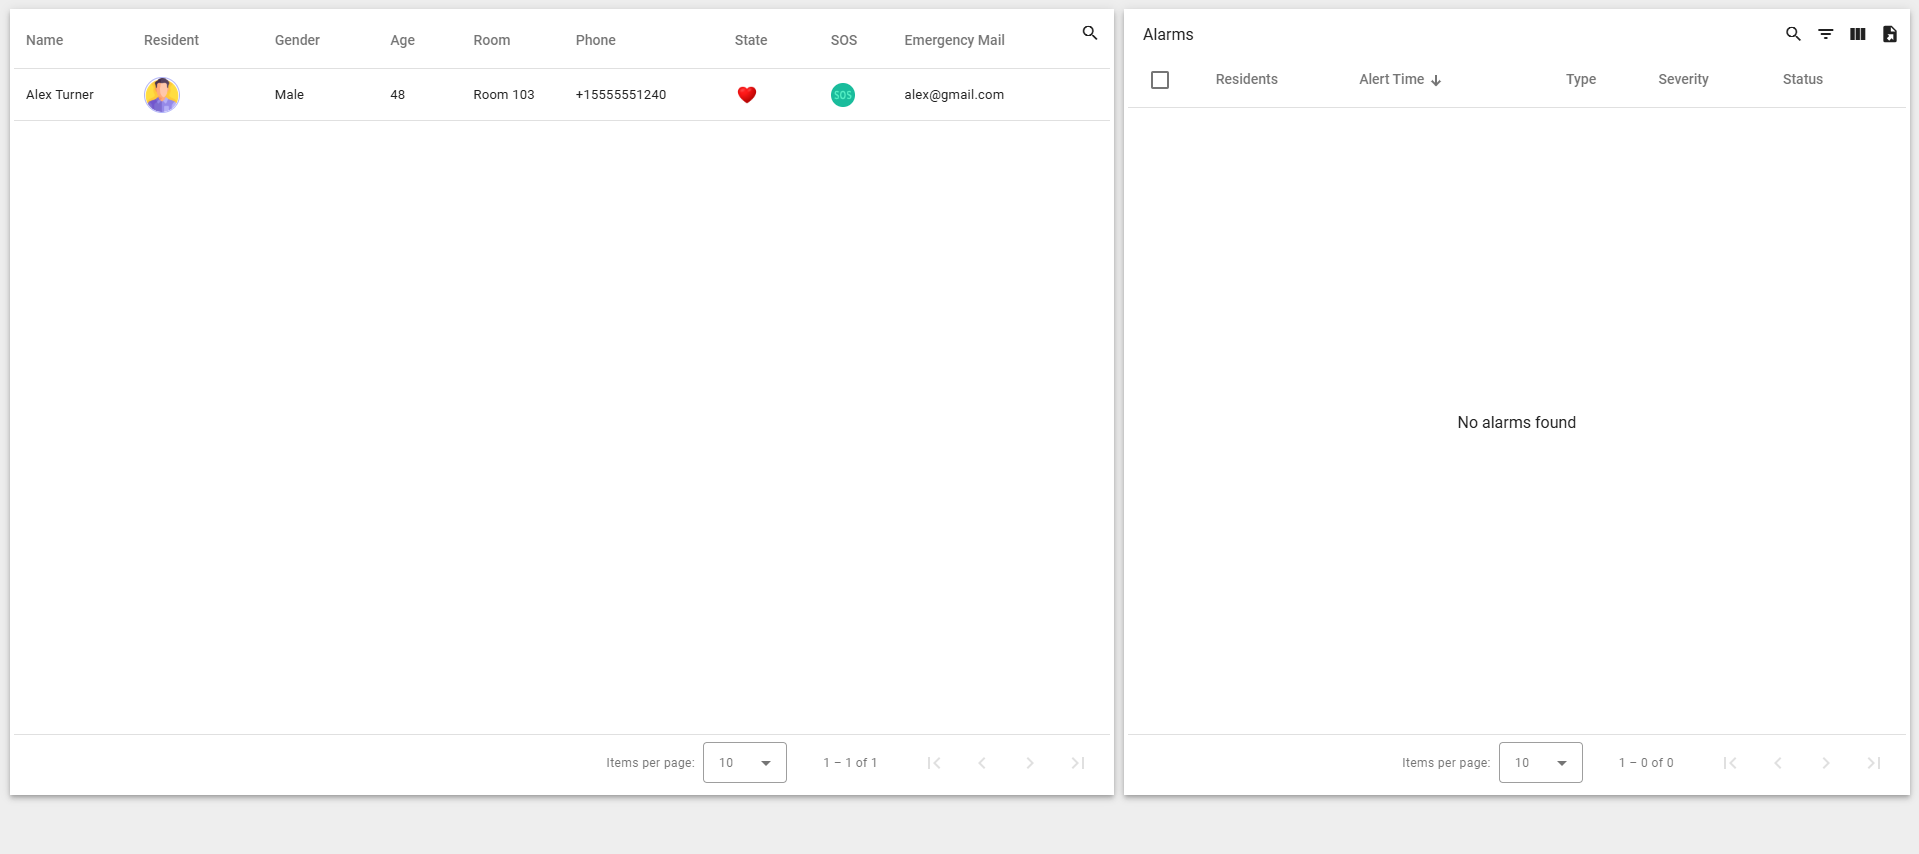 Name Resident Gender Age Room Phone State SOS Emergency Mail
Alex Turner Male 48 Room 103 +15555551240 SOS alex@gmail.com
Items per page: 10 1 – 1 of 1
Alarms
Residents Alert Time Type Severity Status
No alarms found
Items per page: 10 1 – 0 of 0